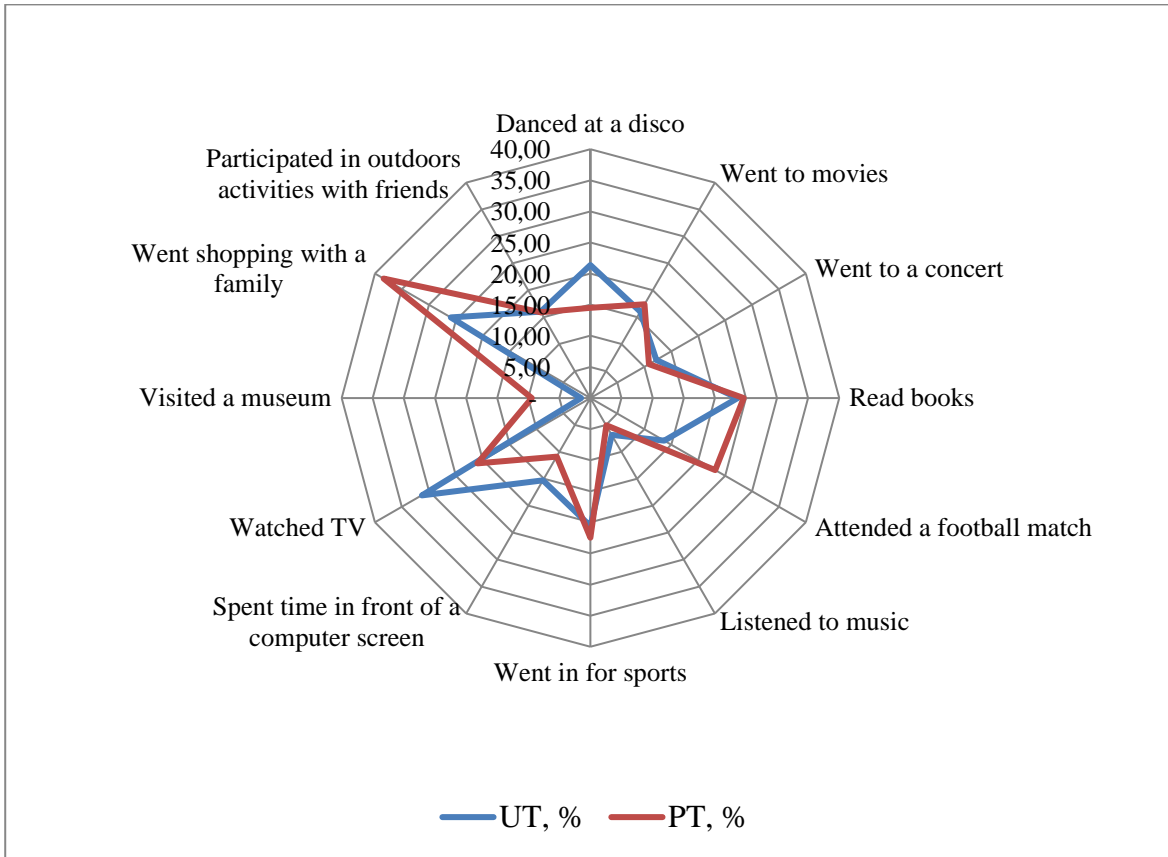 Danced at a disco
Went to movies
Went to a concert
Read books
Attended a football match
Listened to music
Went in for sports
Spent time in front of a
computer screen
Watched TV
Visited a museum
Went shopping with a
family
Participated in outdoors
activities with friends
40,00
35,00
30,00
25,00
20,00
15,00
10,00
5,00
-
UT, %
PT, %